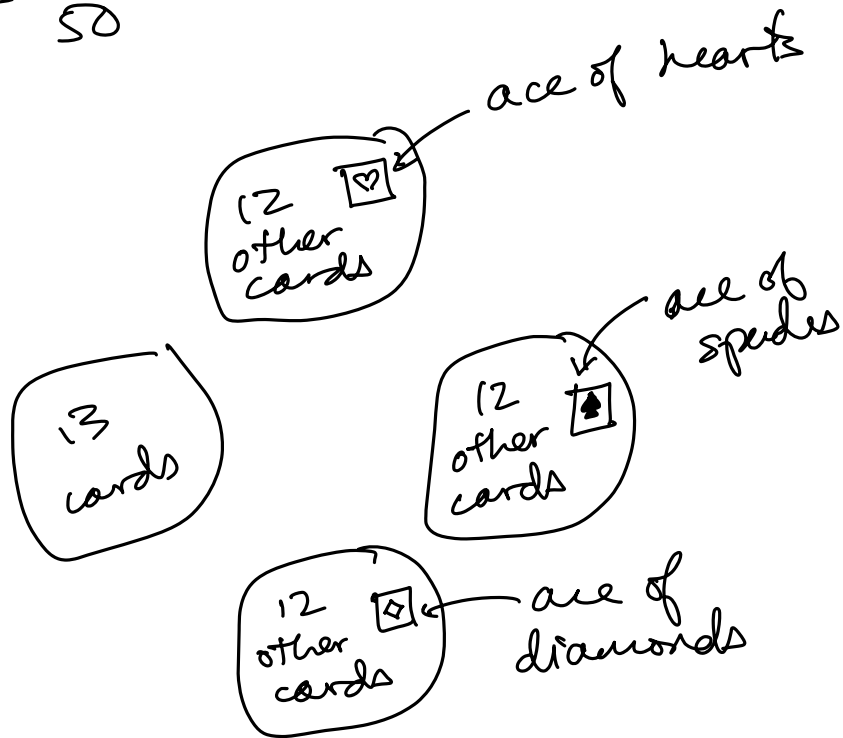 50
ace of hearts
12
other
cards
ace of
spades
13
cards
12
other
cards
12
other
cards
ace of
diamonds